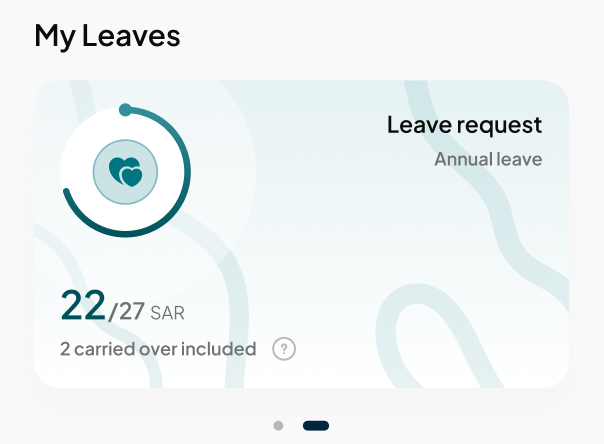 My Leaves
Leave request
Annual leave
22/27 SAR
2 carried over included ?